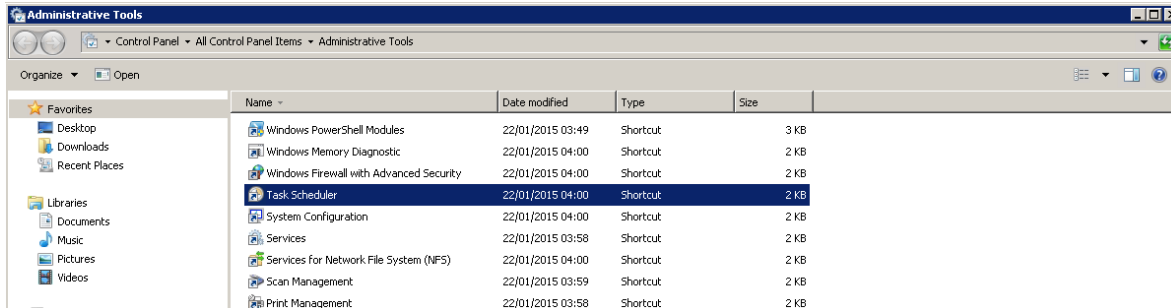 Administrative Tools
Control Panel All Control Panel Items Administrative Tools
Organize Open
Favorites
Desktop
Downloads
Recent Places
Libraries
Documents
Music
Pictures
Videos
Name Date modified Type Size
Windows PowerShell Modules 22/01/2015 03:49 Shortcut 3 KB
Windows Memory Diagnostic 22/01/2015 04:00 Shortcut 2 KB
Windows Firewall with Advanced Security 22/01/2015 04:00 Shortcut 2 KB
Task Scheduler 22/01/2015 04:00 Shortcut 2 KB
System Configuration 22/01/2015 04:00 Shortcut 2 KB
Services 22/01/2015 03:58 Shortcut 2 KB
Services for Network File System (NFS) 22/01/2015 04:00 Shortcut 2 KB
Scan Management 22/01/2015 03:59 Shortcut 2 KB
Print Management 22/01/2015 03:58 Shortcut 2 KB